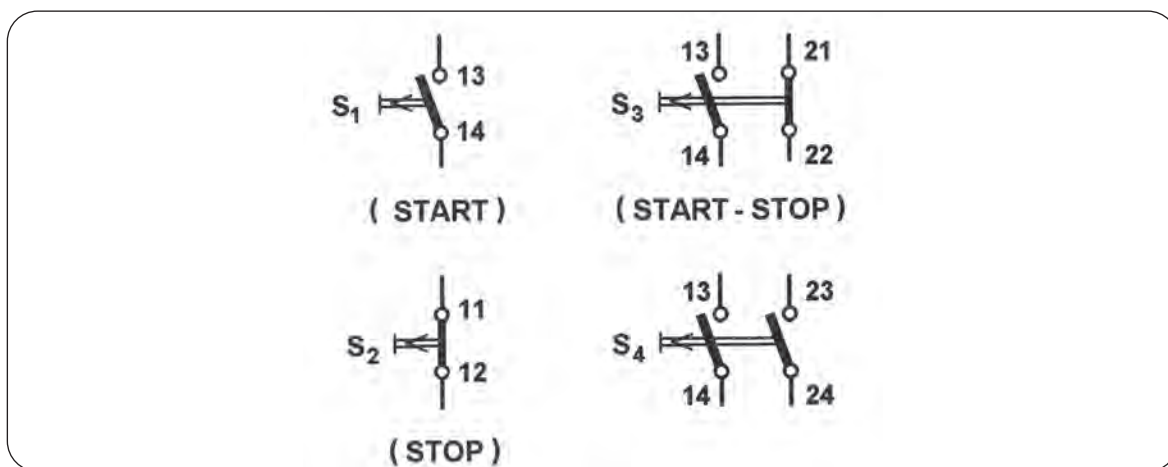 13
S1
14
( START )
13 21
S3
14 22
( START - STOP )
11
S2
12
( STOP )
13 23
S4
14 24